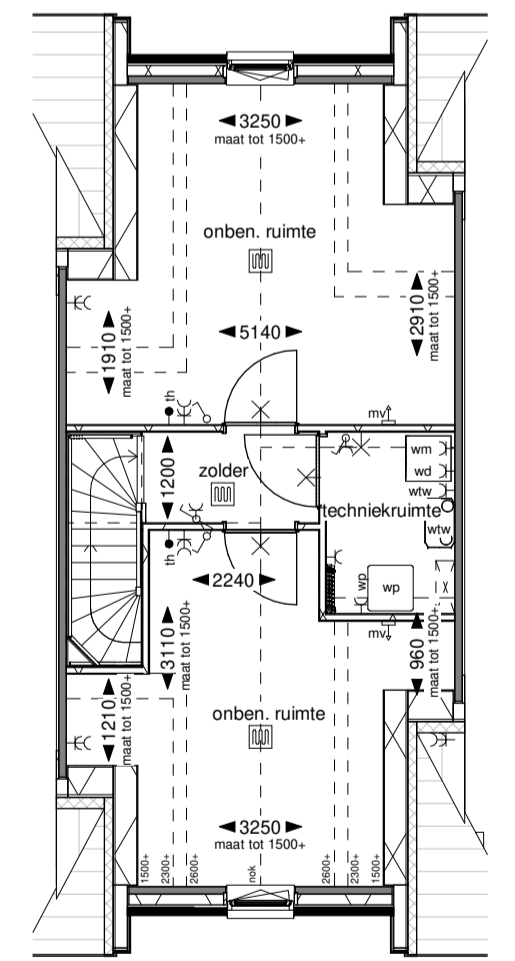 3250
maat tot 1500+
onben. ruimte
5140
1910
maat tot 1500+
2910
maat tot 1500+
th
mv
zolder
1200
wm
wd
wtw
techniekruimte
wtw
th
2240
wp
wp
3110
maat tot 1500+
mv
960
maat tot 1500+
1210
maat tot 1500+
onben. ruimte
3250
maat tot 1500+
1500+
2300+
2600+
nok
2600+
2300+
1500+